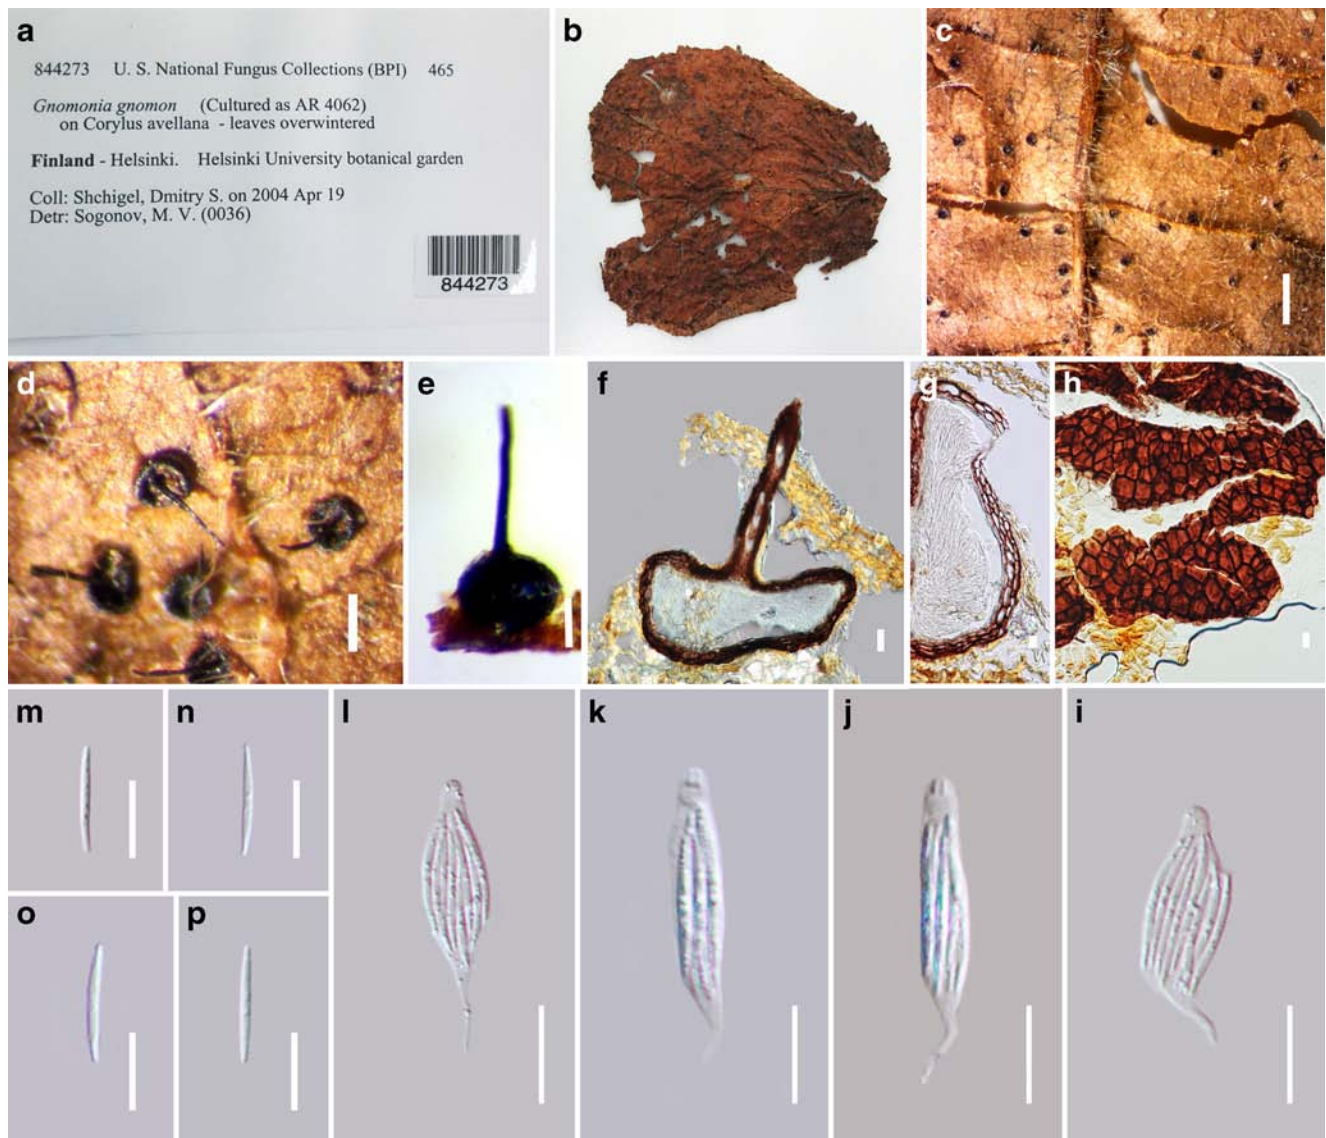 a
844273 U. S. National Fungus Collections (BPI) 465
Gnomonia gnomon (Cultured as AR 4062)
on Corylus avellana - leaves overwintered
Finland - Helsinki. Helsinki University botanical garden
Coll: Shchigel, Dmitry S. on 2004 Apr 19
Detr: Sogonov, M. V. (0036)
844273
b
c
d
e
f
g
h
m
n
l
k
j
i
o
p